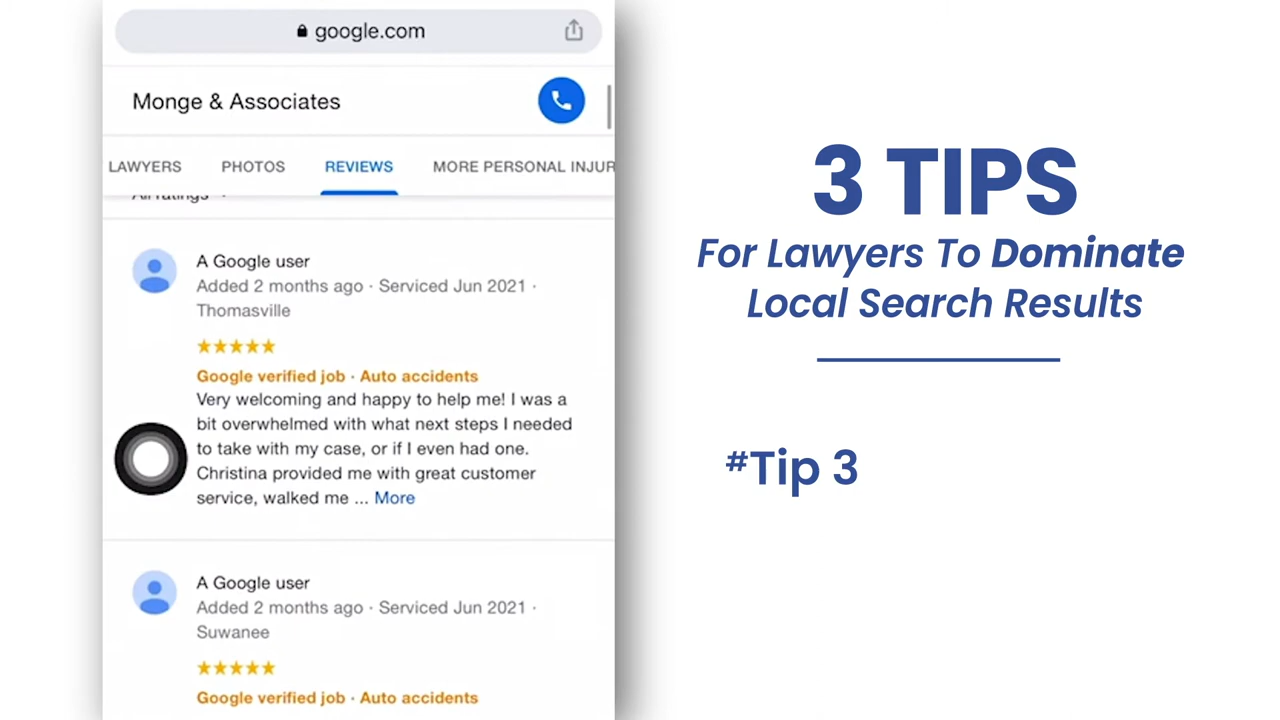 google.com
Monge & Associates
LAWYERS PHOTOS REVIEWS MORE PERSONAL INJUR
All ratings
A Google user
Added 2 months ago · Serviced Jun 2021 ·
Thomasville
Google verified job · Auto accidents
Very welcoming and happy to help me! I was a
bit overwhelmed with what next steps I needed
to take with my case, or if I even had one.
Christina provided me with great customer
service, walked me ... More
A Google user
Added 2 months ago · Serviced Jun 2021 ·
Suwanee
Google verified job · Auto accidents
3 TIPS
For Lawyers To Dominate
Local Search Results
#Tip 3